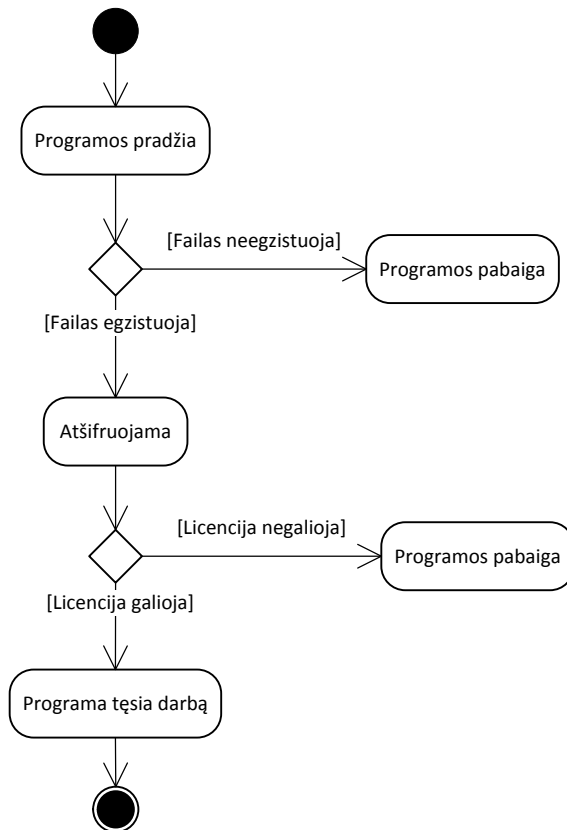 Programos pradžia
[Failas neegzistuoja]
Programos pabaiga
[Failas egzistuoja]
Atšifruojama
[Licencija negalioja]
Programos pabaiga
[Licencija galioja]
Programa tęsia darbą